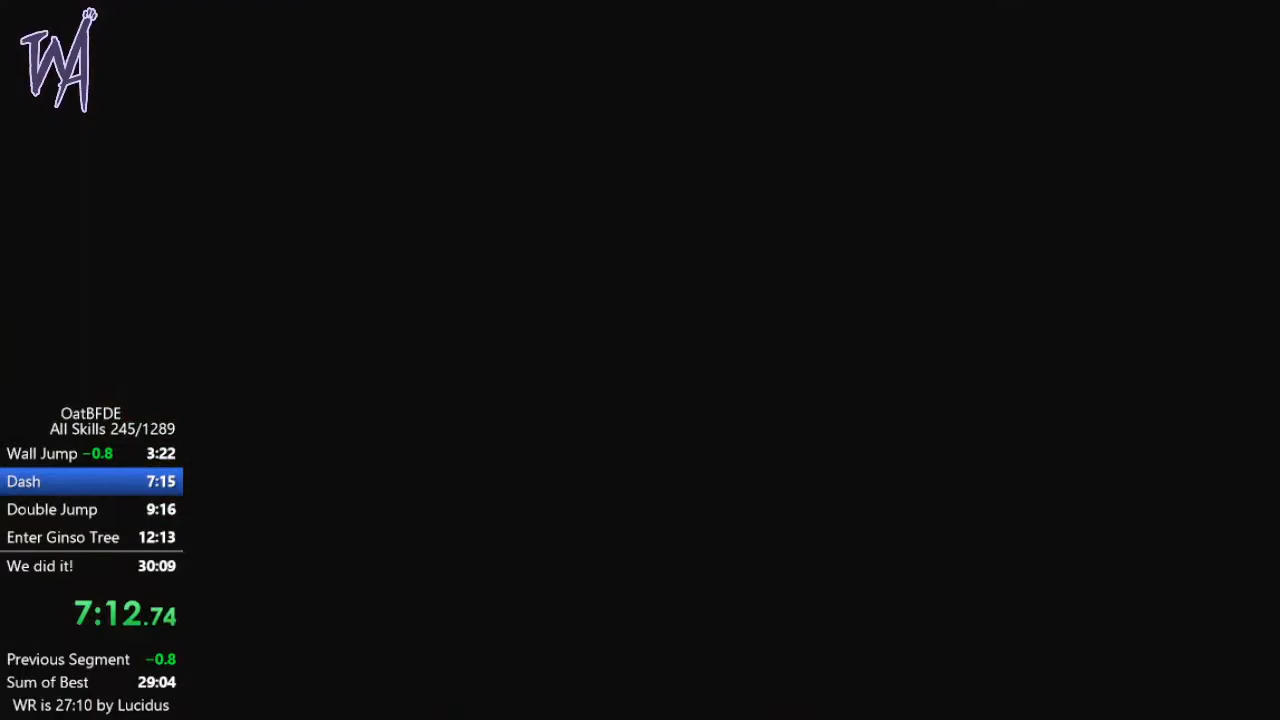 TWA
OatBFDE
All Skills 245/1289
Wall Jump -0.8 3:22
Dash 7:15
Double Jump 9:16
Enter Ginso Tree 12:13
We did it! 30:09
7:12.74
Previous Segment -0.8
Sum of Best 29:04
WR is 27:10 by Lucidus